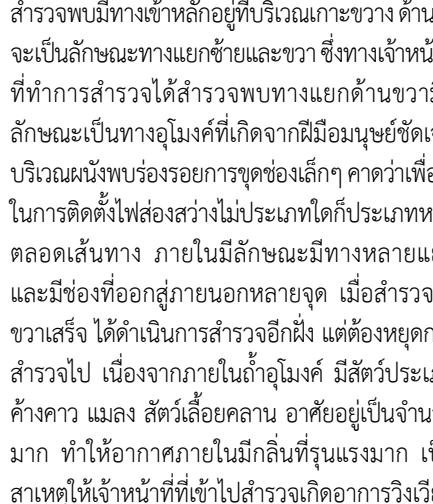 สำรวจพบมีทางเข้าหลักอยู่ที่บริเวณเกาะขวาง ด้าน
จะเป็นลักษณะทางแยกซ้ายและขวา ซึ่งทางเจ้าหน้
ที่ทำการสำรวจได้สำรวจพบทางแยกด้านขวา
ลักษณะเป็นทางอุโมงค์ที่เกิดจากฝีมือมนุษย์ชัดเ
บริเวณผนังพบร่องรอยการขุดช่องเล็กๆ คาดว่าเพื่
ในการติดตั้งไฟส่องสว่างไม่ประเภทใดก็ประเภทห
ตลอดเส้นทาง ภายในมีลักษณะมีทางหลายแ
และมีช่องที่ออกสู่ภายนอกหลายจุด เมื่อสำรวจ
ขวาเสร็จ ได้ดำเนินการสำรวจอีกฝั่ง แต่ต้องหยุดก
สำรวจไป เนื่องจากภายในถ้ำอุโมงค์ มีสัตว์ประเ
ค้างคาว แมลง สัตว์เลื้อยคลาน อาศัยอยู่เป็นจำน
มาก ทำให้อากาศภายในมีกลิ่นที่รุนแรงมาก เ
สาเหตุให้เจ้าหน้าที่ที่เข้าไปสำรวจเกิดอาการวิงเวี